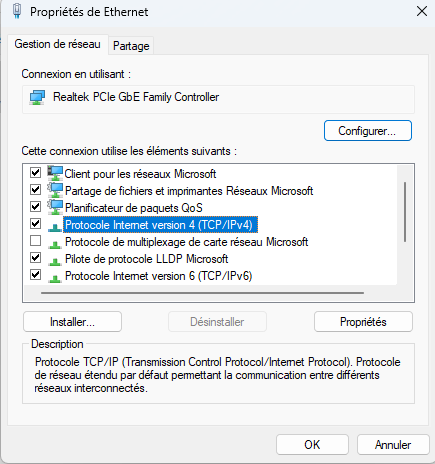 Propriétés de Ethernet
Gestion de réseau
Partage
Connexion en utilisant :
Realtek PCIe GbE Family Controller
Configurer...
Cette connexion utilise les éléments suivants :
Client pour les réseaux Microsoft
Partage de fichiers et imprimantes Réseaux Microsoft
Planificateur de paquets QoS
Protocole Internet version 4 (TCP/IPv4)
Protocole de multiplexage de carte réseau Microsoft
Pilote de protocole LLDP Microsoft
Protocole Internet version 6 (TCP/IPv6)
Installer...
Désinstaller
Propriétés
Description
Protocole TCP/IP (Transmission Control Protocol/Internet Protocol). Protocole
de réseau étendu par défaut permettant la communication entre différents
réseaux interconnectés.
OK
Annuler